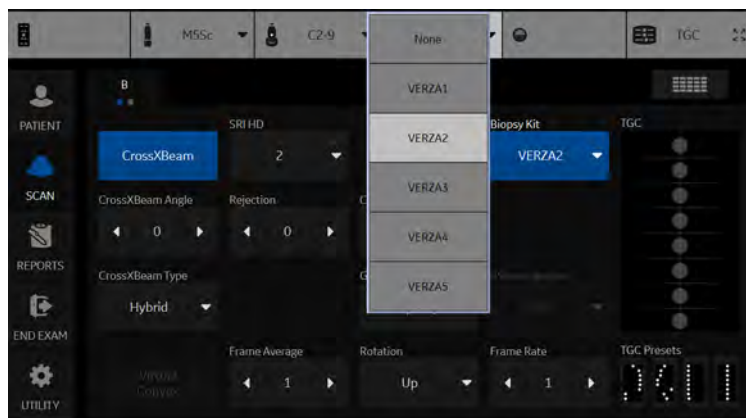 M5Sc
C2-9
TGC
None
VERZA1
VERZA2
VERZA3
VERZA4
VERZA5
B
PATIENT
SCAN
REPORTS
END EXAM
UTILITY
SRI HD
Biopsy Kit
TGC
CrossXBeam
2
VERZA2
CrossXBeam Angle
Rejection
0
0
CrossXBeam Type
Hybrid
Virtual
Convex
Frame Average
Rotation
Frame Rate
TGC Presets
1
Up
1